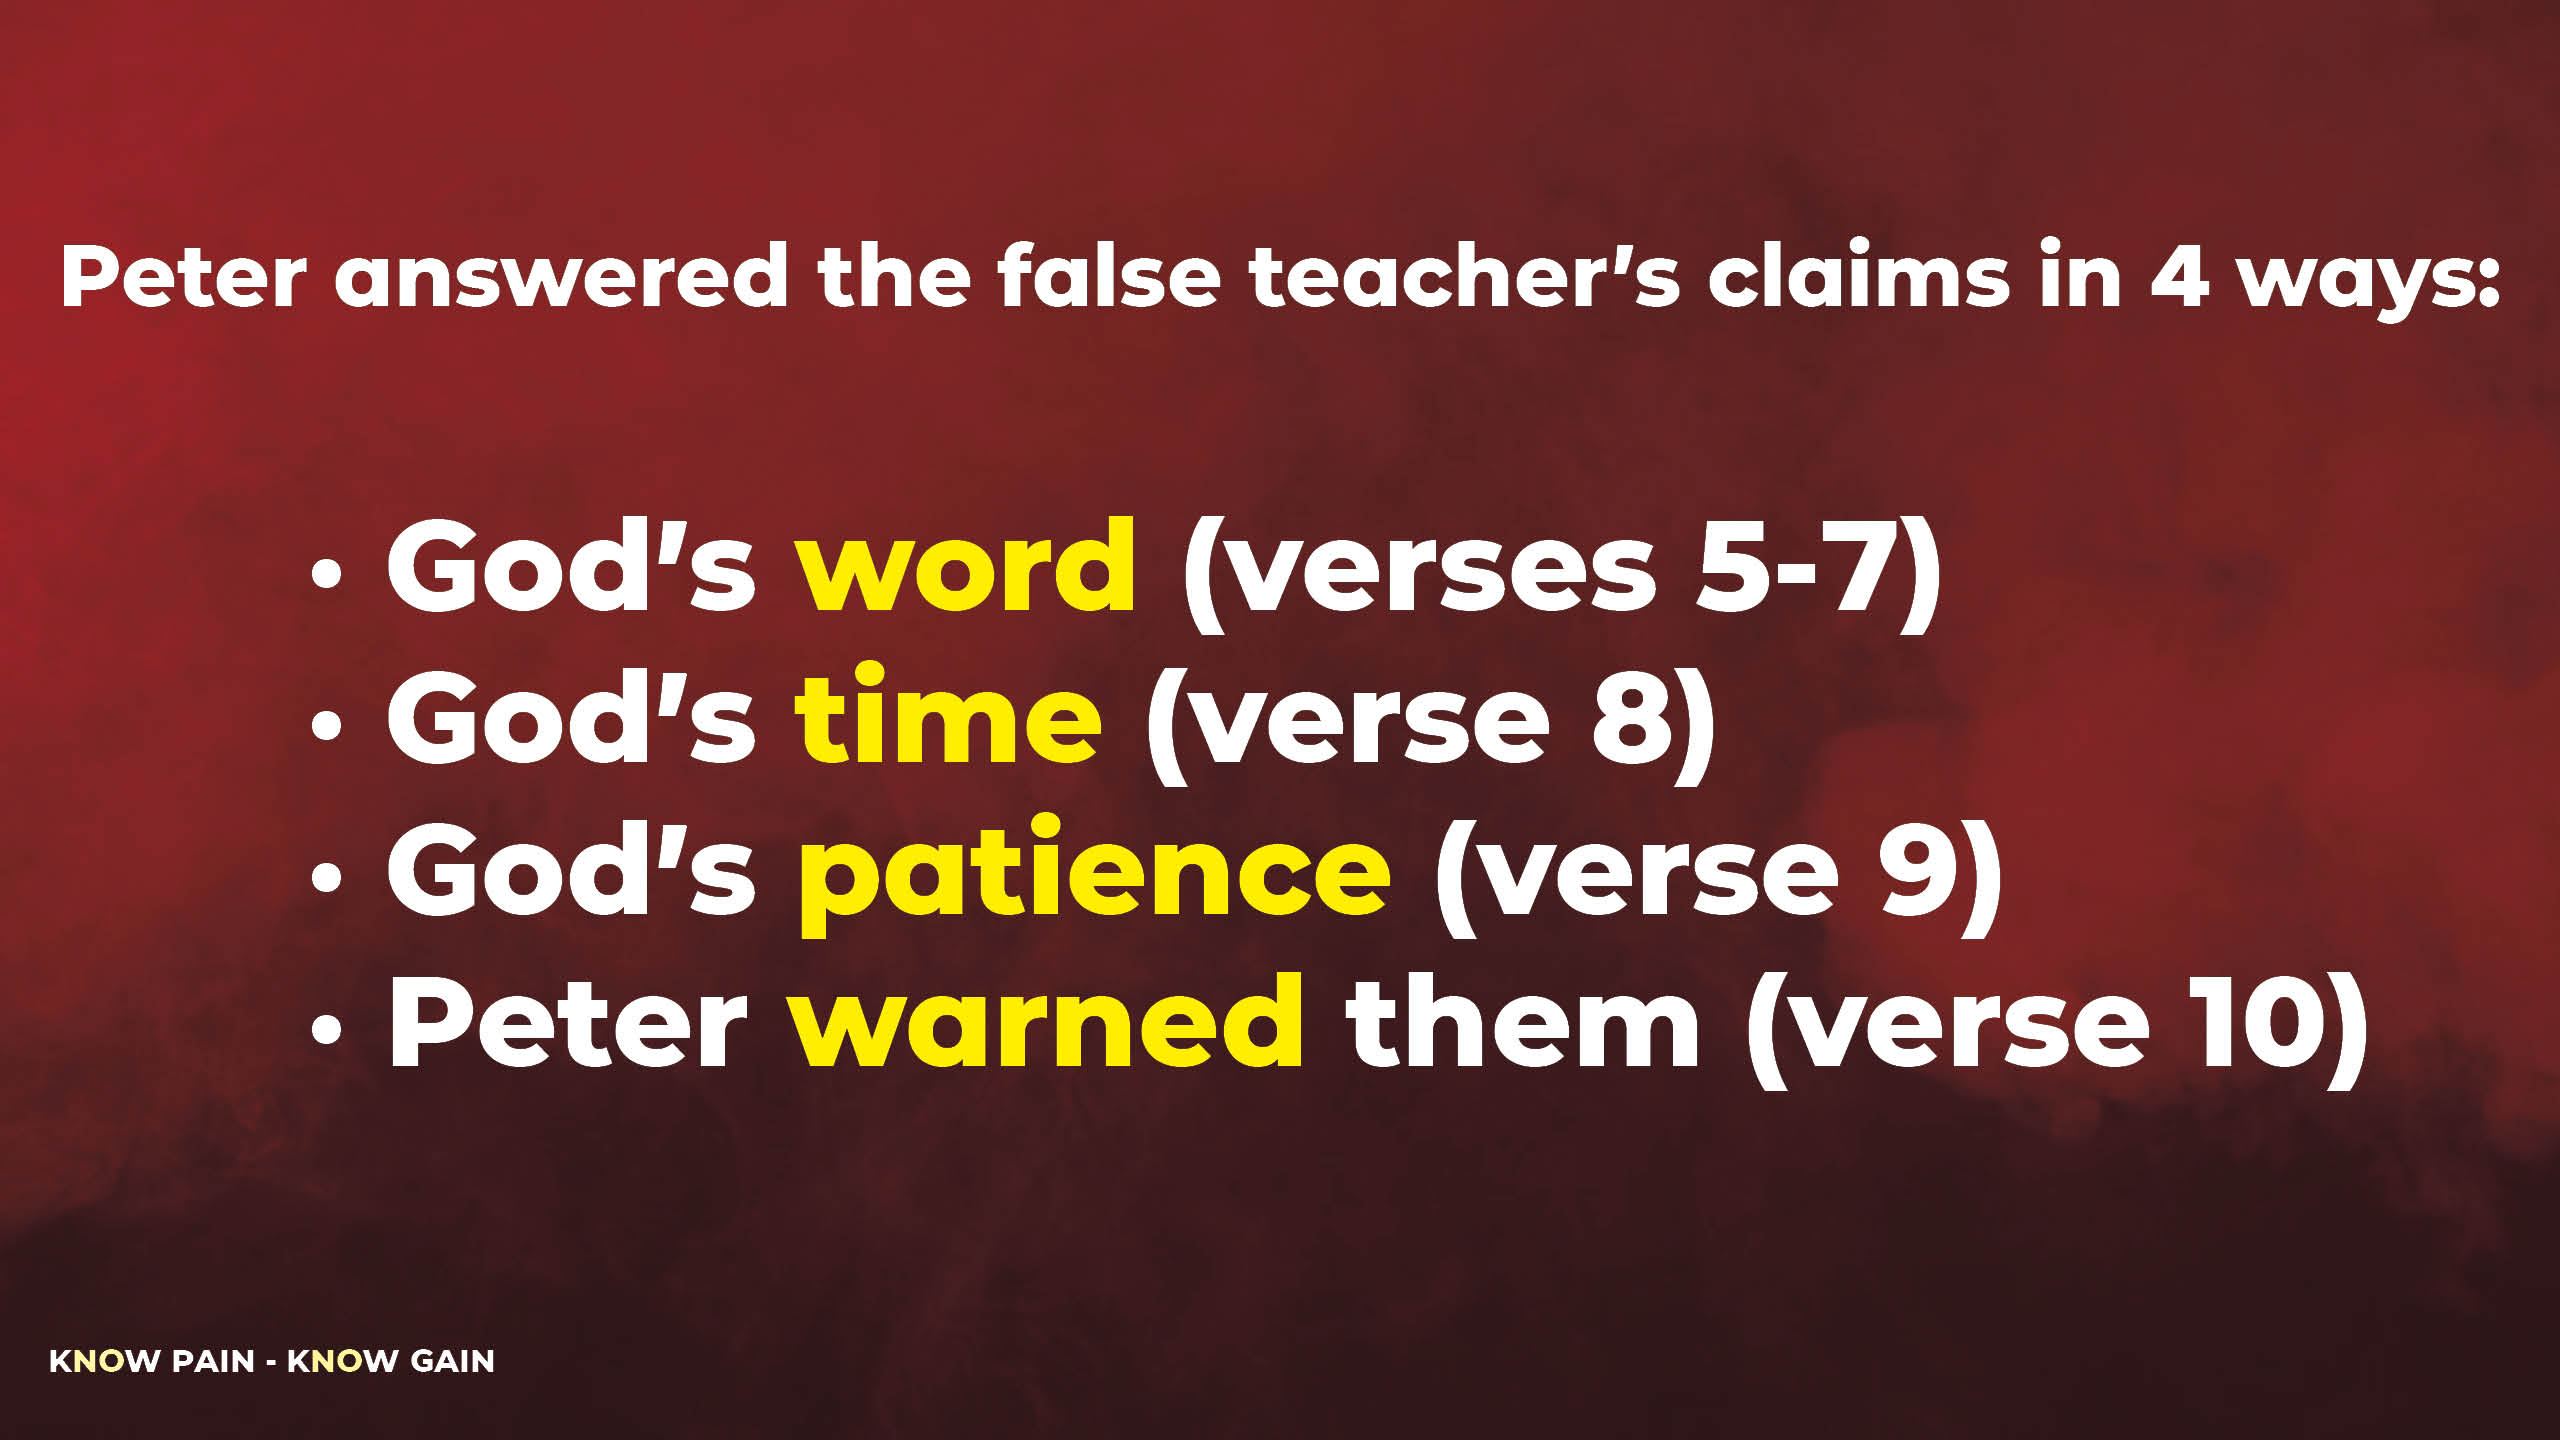 Peter answered the false teacher’s claims in 4 ways:
• God’s word (verses 5-7)
• God’s time (verse 8)
• God’s patience (verse 9)
• Peter warned them (verse 10)
KNOW PAIN - KNOW GAIN